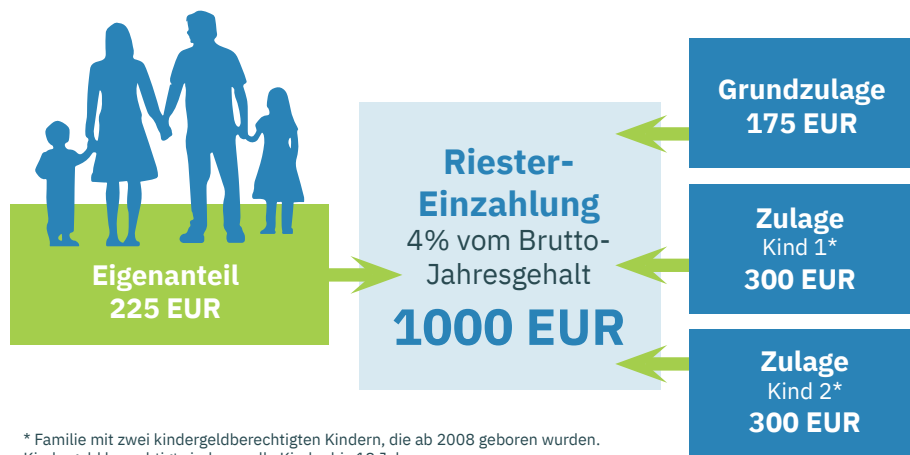 Grundzulage
175 EUR
Riester-
Einzahlung
4% vom Brutto-
Jahresgehalt
1000 EUR
Zulage
Kind 1*
300 EUR
Eigenanteil
225 EUR
Zulage
Kind 2*
300 EUR
* Familie mit zwei kindergeldberechtigten Kindern, die ab 2008 geboren wurden.